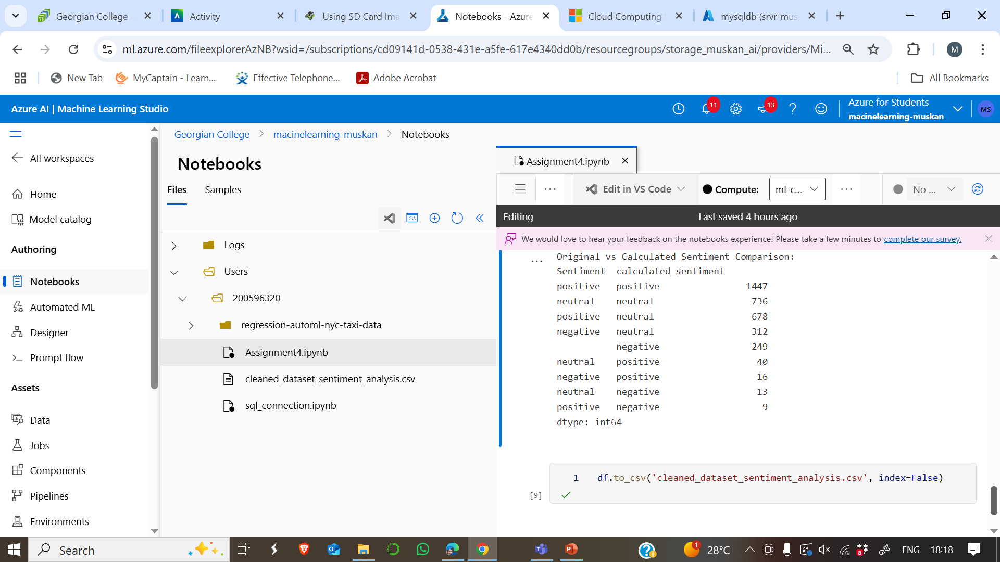 Georgian College -
Activity
Using SD Card Ima
Notebooks - Azure
Cloud Computing
mysqldb (srvr-mus
ml.azure.com/fileexplorerAzNB?wsid=/subscriptions/cd09141d-0538-431e-a5fe-617e4340dd0b/resourcegroups/storage_muskan_ai/providers/Mi...
M
New Tab
MyCaptain - Learn...
Effective Telephone...
Adobe Acrobat
All Bookmarks
Azure AI | Machine Learning Studio
11
13
Azure for Students
macinelearning-muskan
MS
All workspaces
Home
Model catalog
Authoring
Notebooks
Automated ML
Designer
Prompt flow
Assets
Data
Jobs
Components
Pipelines
Environments
Georgian College > macinelearning-muskan > Notebooks
Notebooks
Files
Samples
Logs
Users
200596320
regression-automl-nyc-taxi-data
Assignment4.ipynb
cleaned_dataset_sentiment_analysis.csv
sql_connection.ipynb
Assignment4.ipynb
Edit in VS Code
Compute:
ml-c...
No ...
Editing
Last saved 4 hours ago
We would love to hear your feedback on the notebooks experience! Please take a few minutes to complete our survey.
Original vs Calculated Sentiment Comparison:
Sentiment calculated_sentiment
positive positive 1447
neutral neutral 736
positive neutral 678
negative neutral 312
negative 249
neutral positive 40
negative positive 16
neutral negative 13
positive negative 9
dtype: int64
1 df.to_csv('cleaned_dataset_sentiment_analysis.csv', index=False)
[9]
Search
1
28°C
8
ENG
18:18